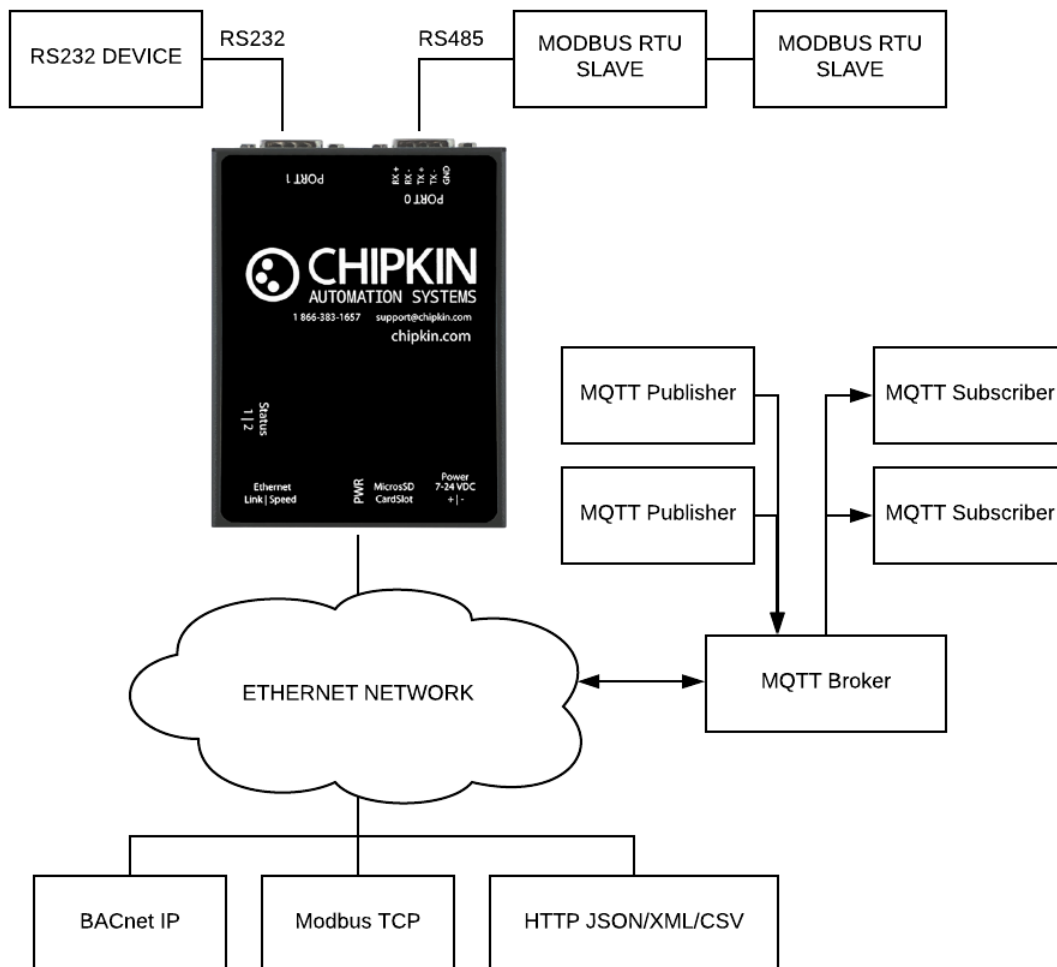 RS232 DEVICE
RS232
RS485
MODBUS RTU
SLAVE
MODBUS RTU
SLAVE
PORT 1
RX +
RX -
TX +
TX -
GND
PORT 0
CHIPKIN
AUTOMATION SYSTEMS
1 866-383-1657 support@chipkin.com
chipkin.com
Status
1 | 2
Ethernet
Link | Speed
PWR
MicrosSD
CardSlot
Power
7-24 VDC
+ | -
MQTT Publisher
MQTT Subscriber
MQTT Publisher
MQTT Subscriber
ETHERNET NETWORK
MQTT Broker
BACnet IP
Modbus TCP
HTTP JSON/XML/CSV